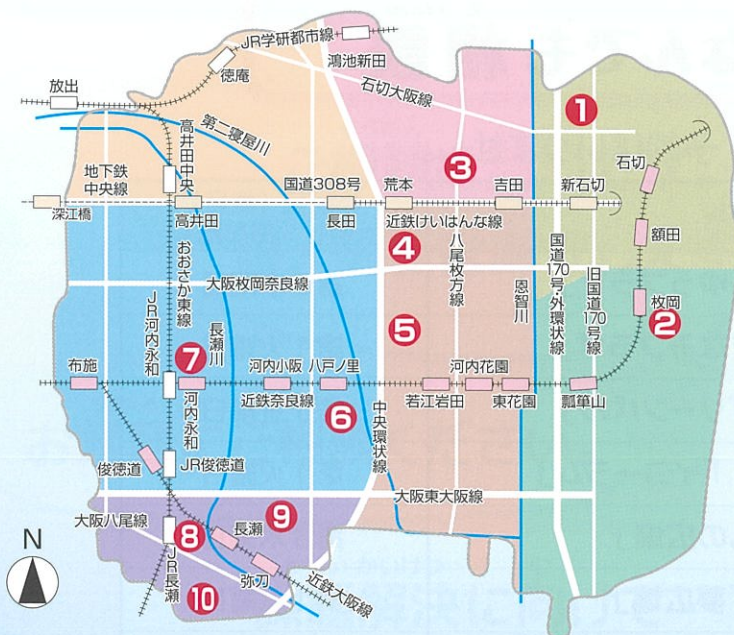 JR学研都市線
鴻池新田
徳庵
放出
石切大阪線
1
第二寝屋川
高井田中央
3
石切
地下鉄
中央線
国道308号
荒本
吉田
新石切
深江橋
高井田
長田
近鉄けいはんな線
額田
4
八尾枚方線
恩智川
国道170号・外環状線
旧国道170号線
枚岡
2
おおさか東線
大阪枚岡奈良線
JR河内永和
長瀬川
5
布施
7
河内小阪
八戸ノ里
河内花園
河内永和
近鉄奈良線
6
若江岩田
東花園
瓢箪山
中央環状線
俊徳道
JR俊徳道
大阪東大阪線
大阪八尾線
9
8
長瀬
N
JR長瀬
弥刀
近鉄大阪線
10